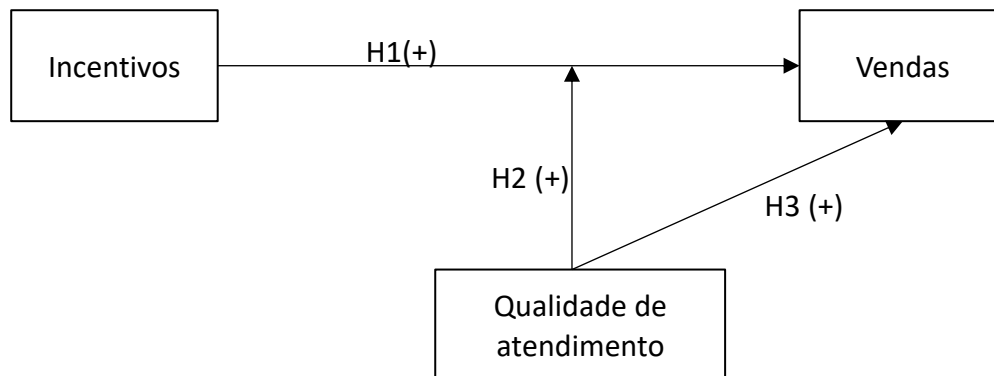 Incentivos
H1(+)
Vendas
H2 (+)
H3 (+)
Qualidade de
atendimento